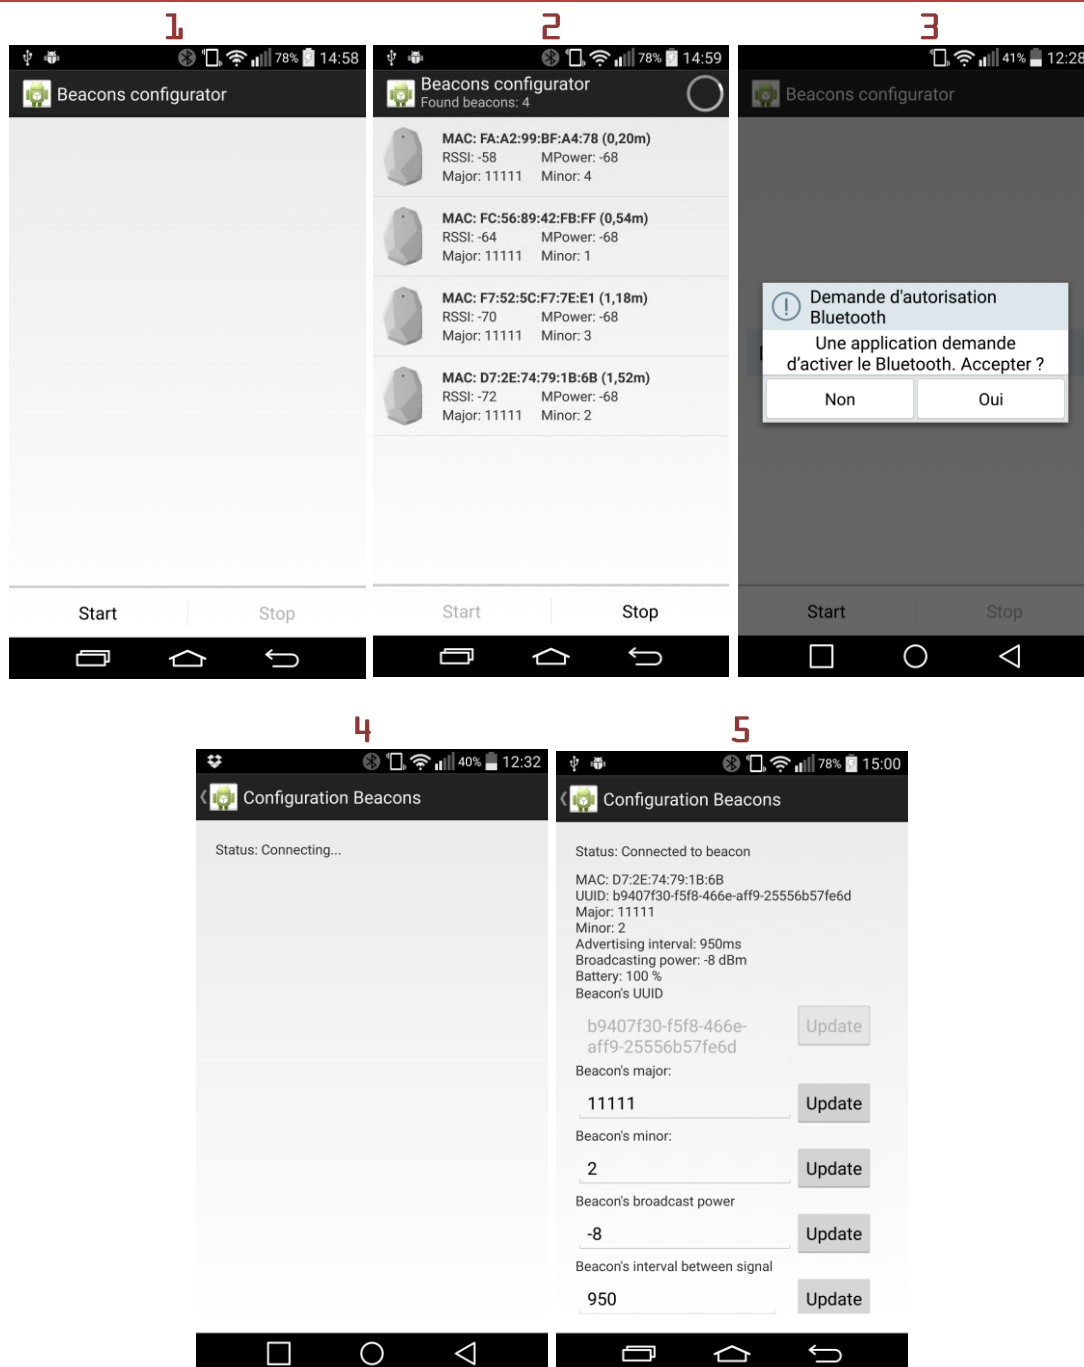 1
2
3
78% 14:58
Beacons configurator
Start
Stop
78% 14:59
Beacons configurator
Found beacons: 4
MAC: FA:A2:99:BF:A4:78 (0,20m)
RSSI: -58 MPower: -68
Major: 11111 Minor: 4
MAC: FC:56:89:42:FB:FF (0,54m)
RSSI: -64 MPower: -68
Major: 11111 Minor: 1
MAC: F7:52:5C:F7:7E:E1 (1,18m)
RSSI: -70 MPower: -68
Major: 11111 Minor: 3
MAC: D7:2E:74:79:1B:6B (1,52m)
RSSI: -72 MPower: -68
Major: 11111 Minor: 2
Start
Stop
41% 12:28
Beacons configurator
Demande d'autorisation
Bluetooth
Une application demande
d'activer le Bluetooth. Accepter ?
Non
Oui
Start
Stop
4
5
40% 12:32
Configuration Beacons
Status: Connecting...
78% 15:00
Configuration Beacons
Status: Connected to beacon
MAC: D7:2E:74:79:1B:6B
UUID: b9407f30-f5f8-466e-aff9-25556b57fe6d
Major: 11111
Minor: 2
Advertising interval: 950ms
Broadcasting power: -8 dBm
Battery: 100 %
Beacon's UUID
b9407f30-f5f8-466e-
aff9-25556b57fe6d
Update
Beacon's major:
11111
Update
Beacon's minor:
2
Update
Beacon's broadcast power
-8
Update
Beacon's interval between signal
950
Update